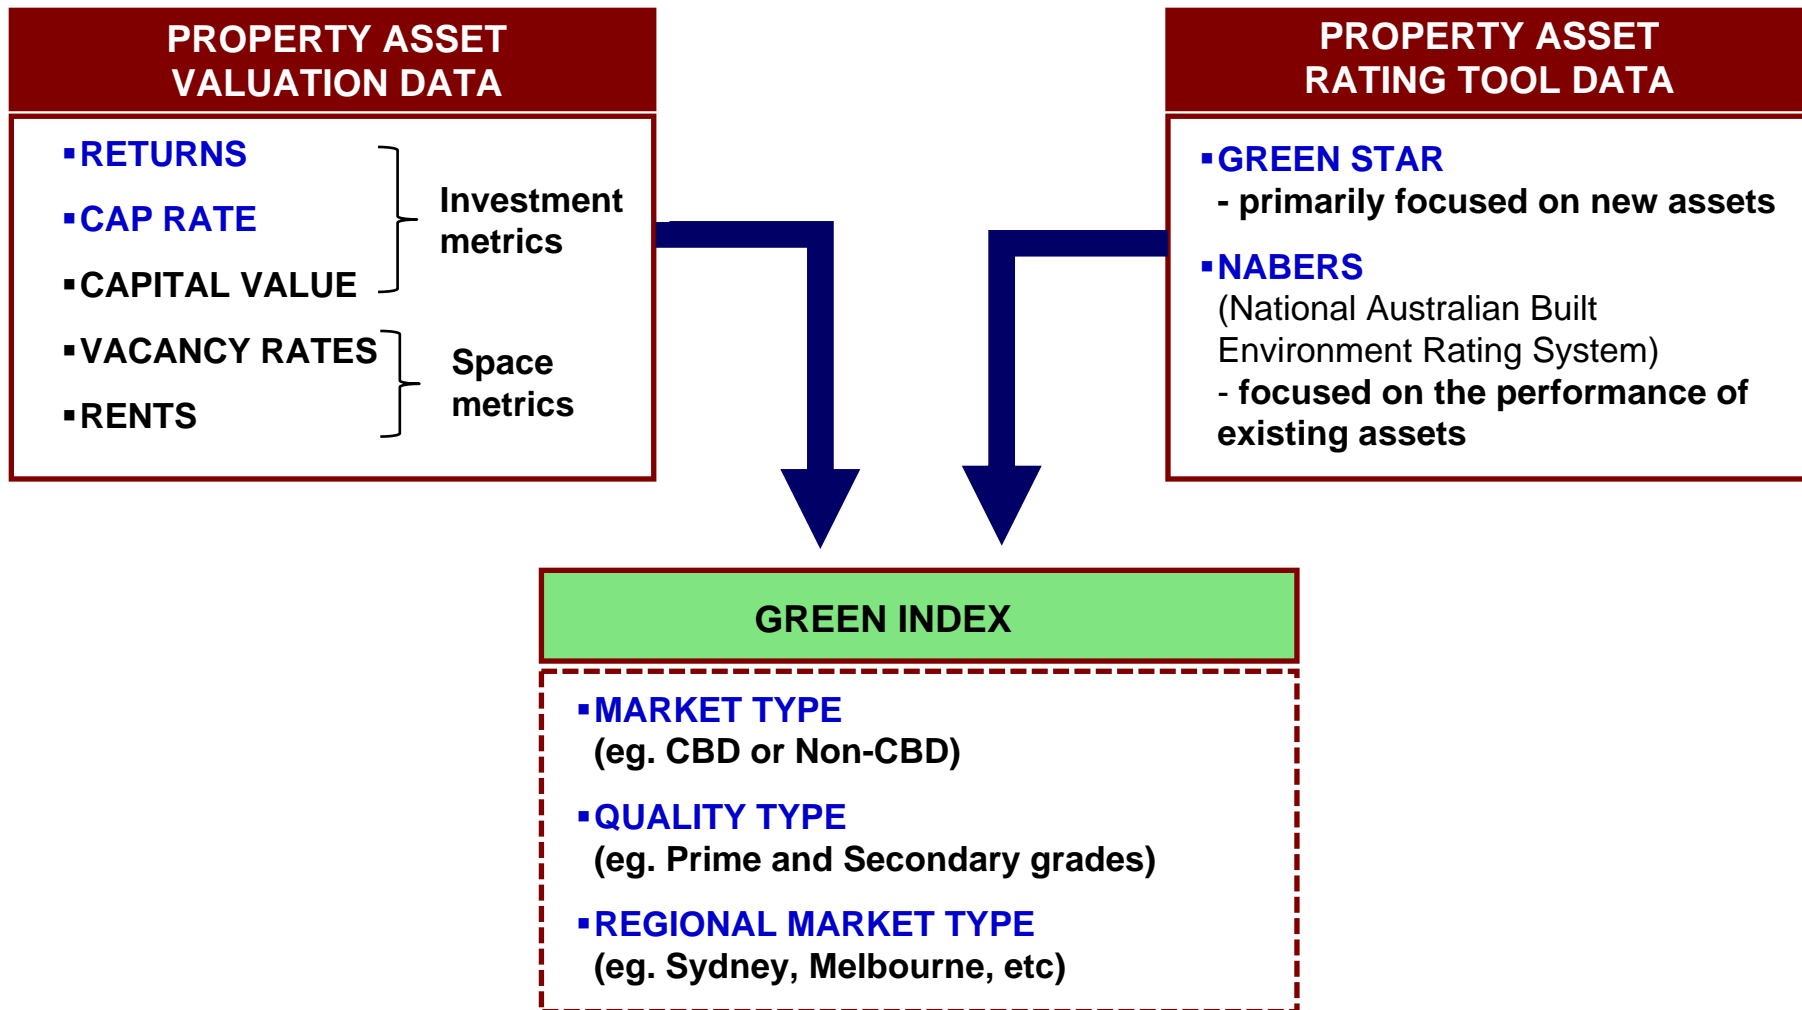 PROPERTY ASSET
VALUATION DATA
▪RETURNS
▪CAP RATE
▪CAPITAL VALUE
Investment
metrics
▪VACANCY RATES
▪RENTS
Space
metrics
PROPERTY ASSET
RATING TOOL DATA
▪GREEN STAR
- primarily focused on new assets
▪NABERS
(National Australian Built
Environment Rating System)
- focused on the performance of
existing assets
GREEN INDEX
▪MARKET TYPE
(eg. CBD or Non-CBD)
▪QUALITY TYPE
(eg. Prime and Secondary grades)
▪REGIONAL MARKET TYPE
(eg. Sydney, Melbourne, etc)